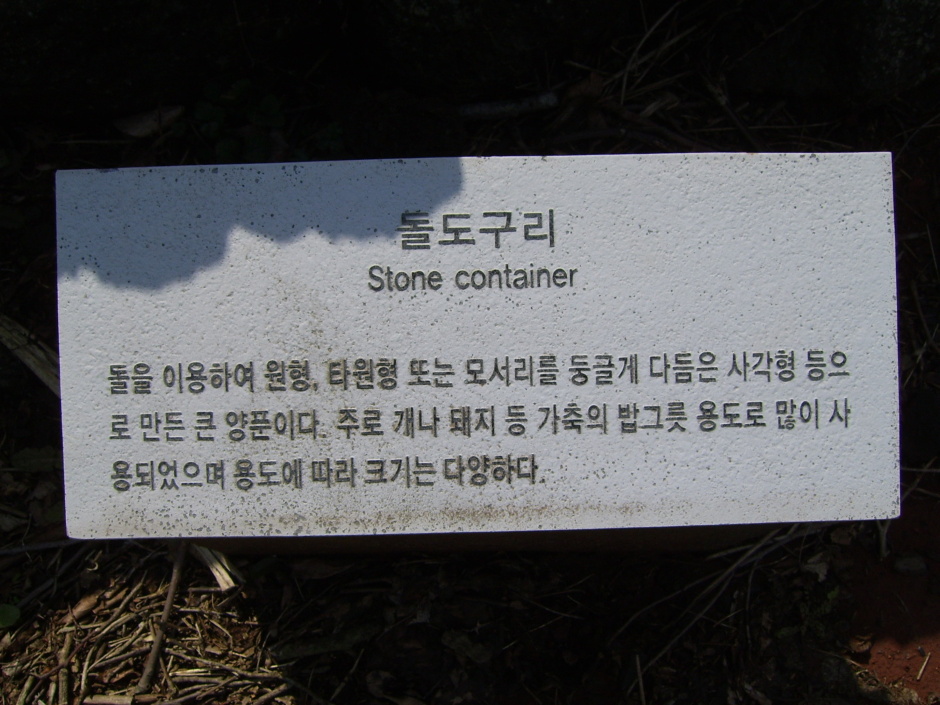 돌도구리
Stone container
돌을 이용하여 원형, 타원형 또는 모서리를 둥글게 다듬은 사각형 등으
로 만든 큰 양푼이다. 주로 개나 돼지 등 가축의 밥그릇 용도로 많이 사
용되었으며 용도에 따라 크기는 다양하다.